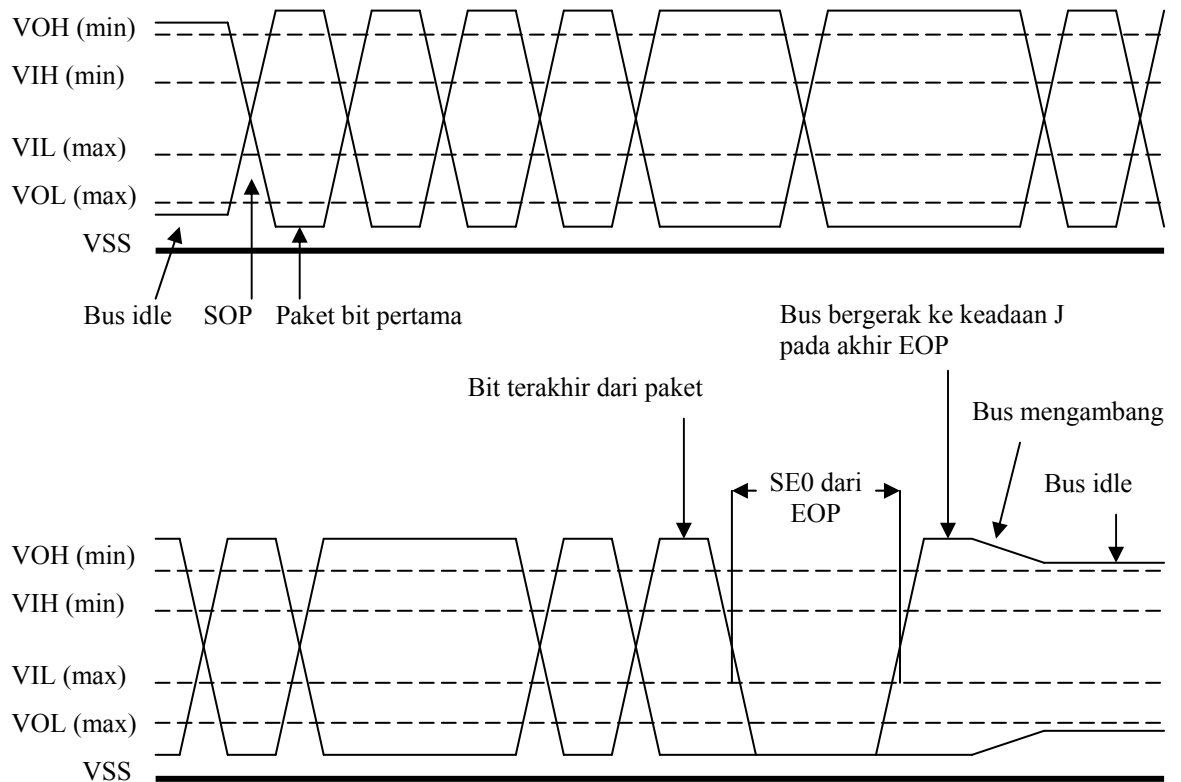 VOH (min)
VIH (min)
VIL (max)
VOL (max)
VSS
Bus idle SOP Paket bit pertama
Bus bergerak ke keadaan J
pada akhir EOP
Bit terakhir dari paket
Bus mengambang
SE0 dari
EOP
Bus idle
VOH (min)
VIH (min)
VIL (max)
VOL (max)
VSS